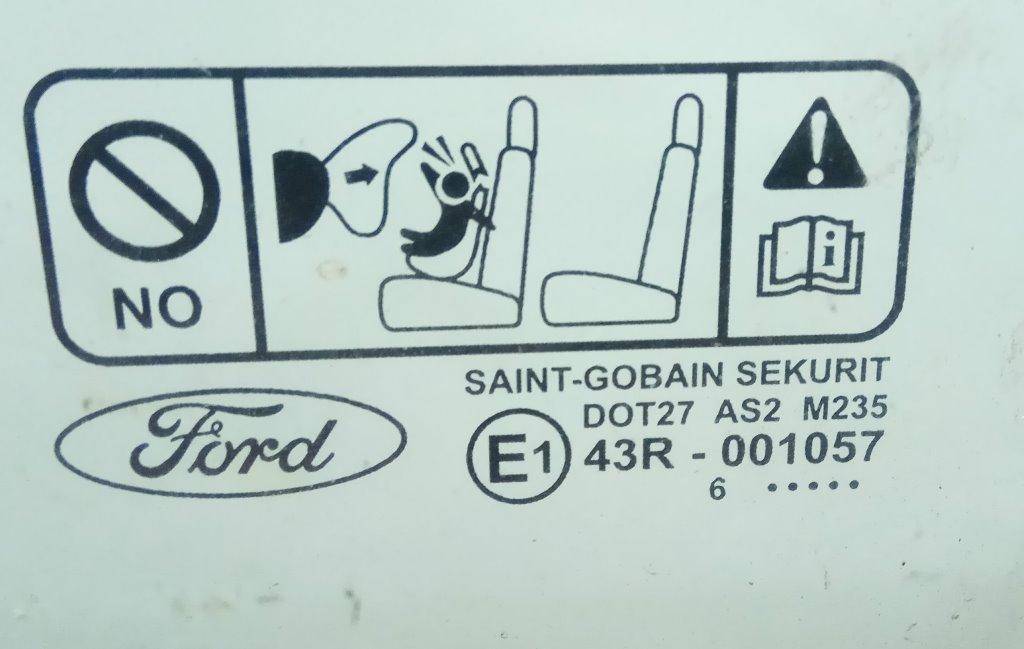 NO
Ford
SAINT-GOBAIN SEKURIT
DOT27 AS2 M235
E1 43R - 001057
6 •••••
i
!